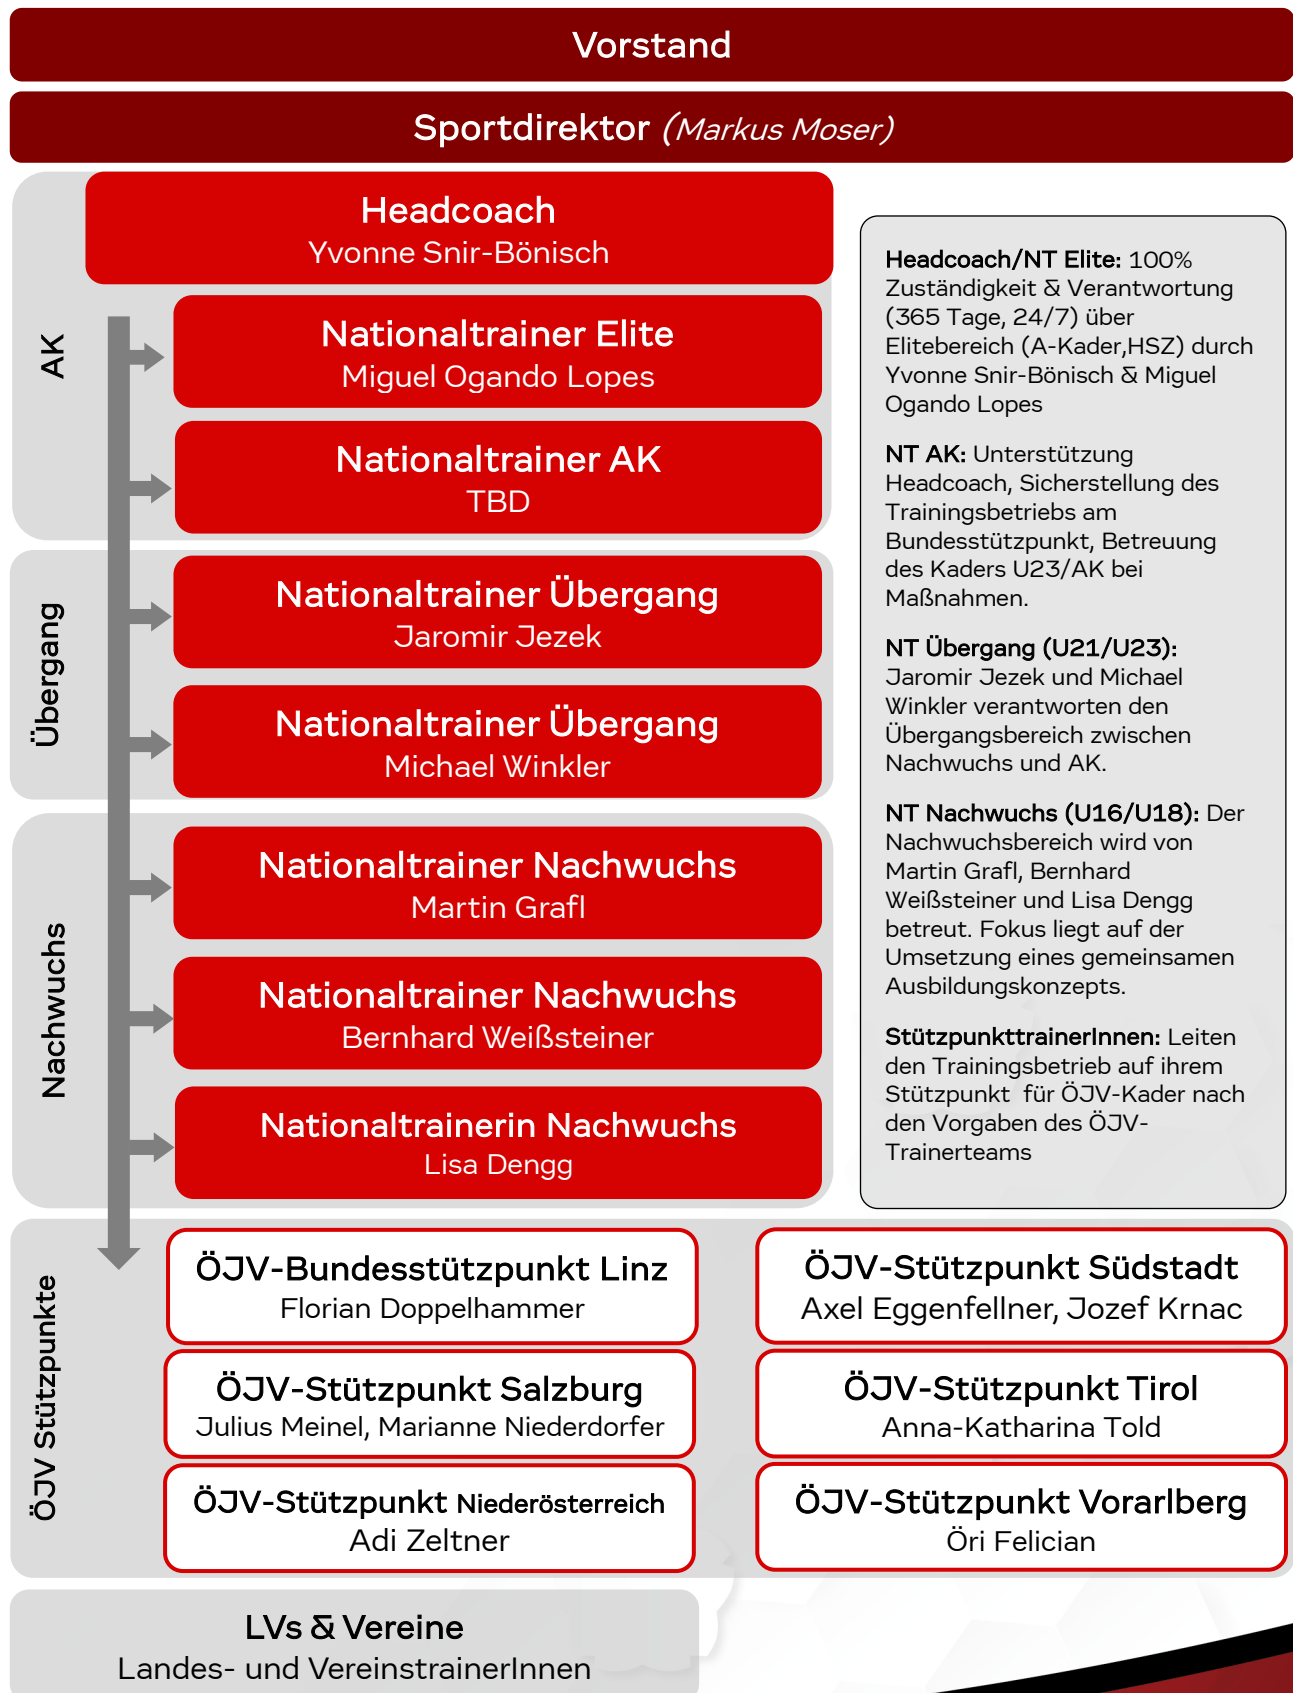 Vorstand
Sportdirektor (Markus Moser)
AK
Headcoach
Yvonne Snir-Bönisch
Nationaltrainer Elite
Miguel Ogando Lopes
Nationaltrainer AK
TBD
Übergang
Nationaltrainer Übergang
Jaromir Jezek
Nationaltrainer Übergang
Michael Winkler
Nachwuchs
Nationaltrainer Nachwuchs
Martin Grafl
Nationaltrainer Nachwuchs
Bernhard Weißsteiner
Nationaltrainerin Nachwuchs
Lisa Dengg
Headcoach/NT Elite: 100%
Zuständigkeit & Verantwortung
(365 Tage, 24/7) über
Elitebereich (A-Kader,HSZ) durch
Yvonne Snir-Bönisch & Miguel
Ogando Lopes
NT AK: Unterstützung
Headcoach, Sicherstellung des
Trainingsbetriebs am
Bundesstützpunkt, Betreuung
des Kaders U23/AK bei
Maßnahmen.
NT Übergang (U21/U23):
Jaromir Jezek und Michael
Winkler verantworten den
Übergangsbereich zwischen
Nachwuchs und AK.
NT Nachwuchs (U16/U18): Der
Nachwuchsbereich wird von
Martin Grafl, Bernhard
Weißsteiner und Lisa Dengg
betreut. Fokus liegt auf der
Umsetzung eines gemeinsamen
Ausbildungskonzepts.
StützpunkttrainerInnen: Leiten
den Trainingsbetrieb auf ihrem
Stützpunkt für ÖJV-Kader nach
den Vorgaben des ÖJV-
Trainerteams
ÖJV Stützpunkte
ÖJV-Bundesstützpunkt Linz
Florian Doppelhammer
ÖJV-Stützpunkt Südstadt
Axel Eggenfellner, Jozef Krnac
ÖJV-Stützpunkt Salzburg
Julius Meinel, Marianne Niederdorfer
ÖJV-Stützpunkt Tirol
Anna-Katharina Told
ÖJV-Stützpunkt Niederösterreich
Adi Zeltner
ÖJV-Stützpunkt Vorarlberg
Öri Felician
LVs & Vereine
Landes- und VereinstrainerInnen